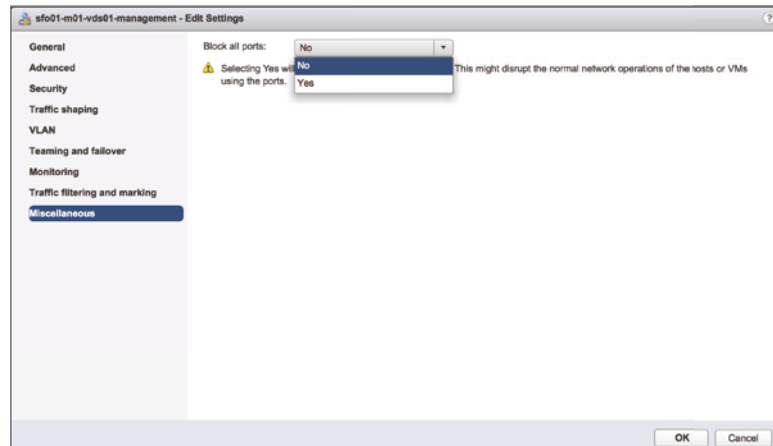 sfo01-m01-vds01-management - Edit Settings
?
General
Advanced
Security
Traffic shaping
VLAN
Teaming and failover
Monitoring
Traffic filtering and marking
Miscellaneous
Block all ports: No
No
Yes
Selecting Yes wil This might disrupt the normal network operations of the hosts or VMs
using the ports.
OK Cancel